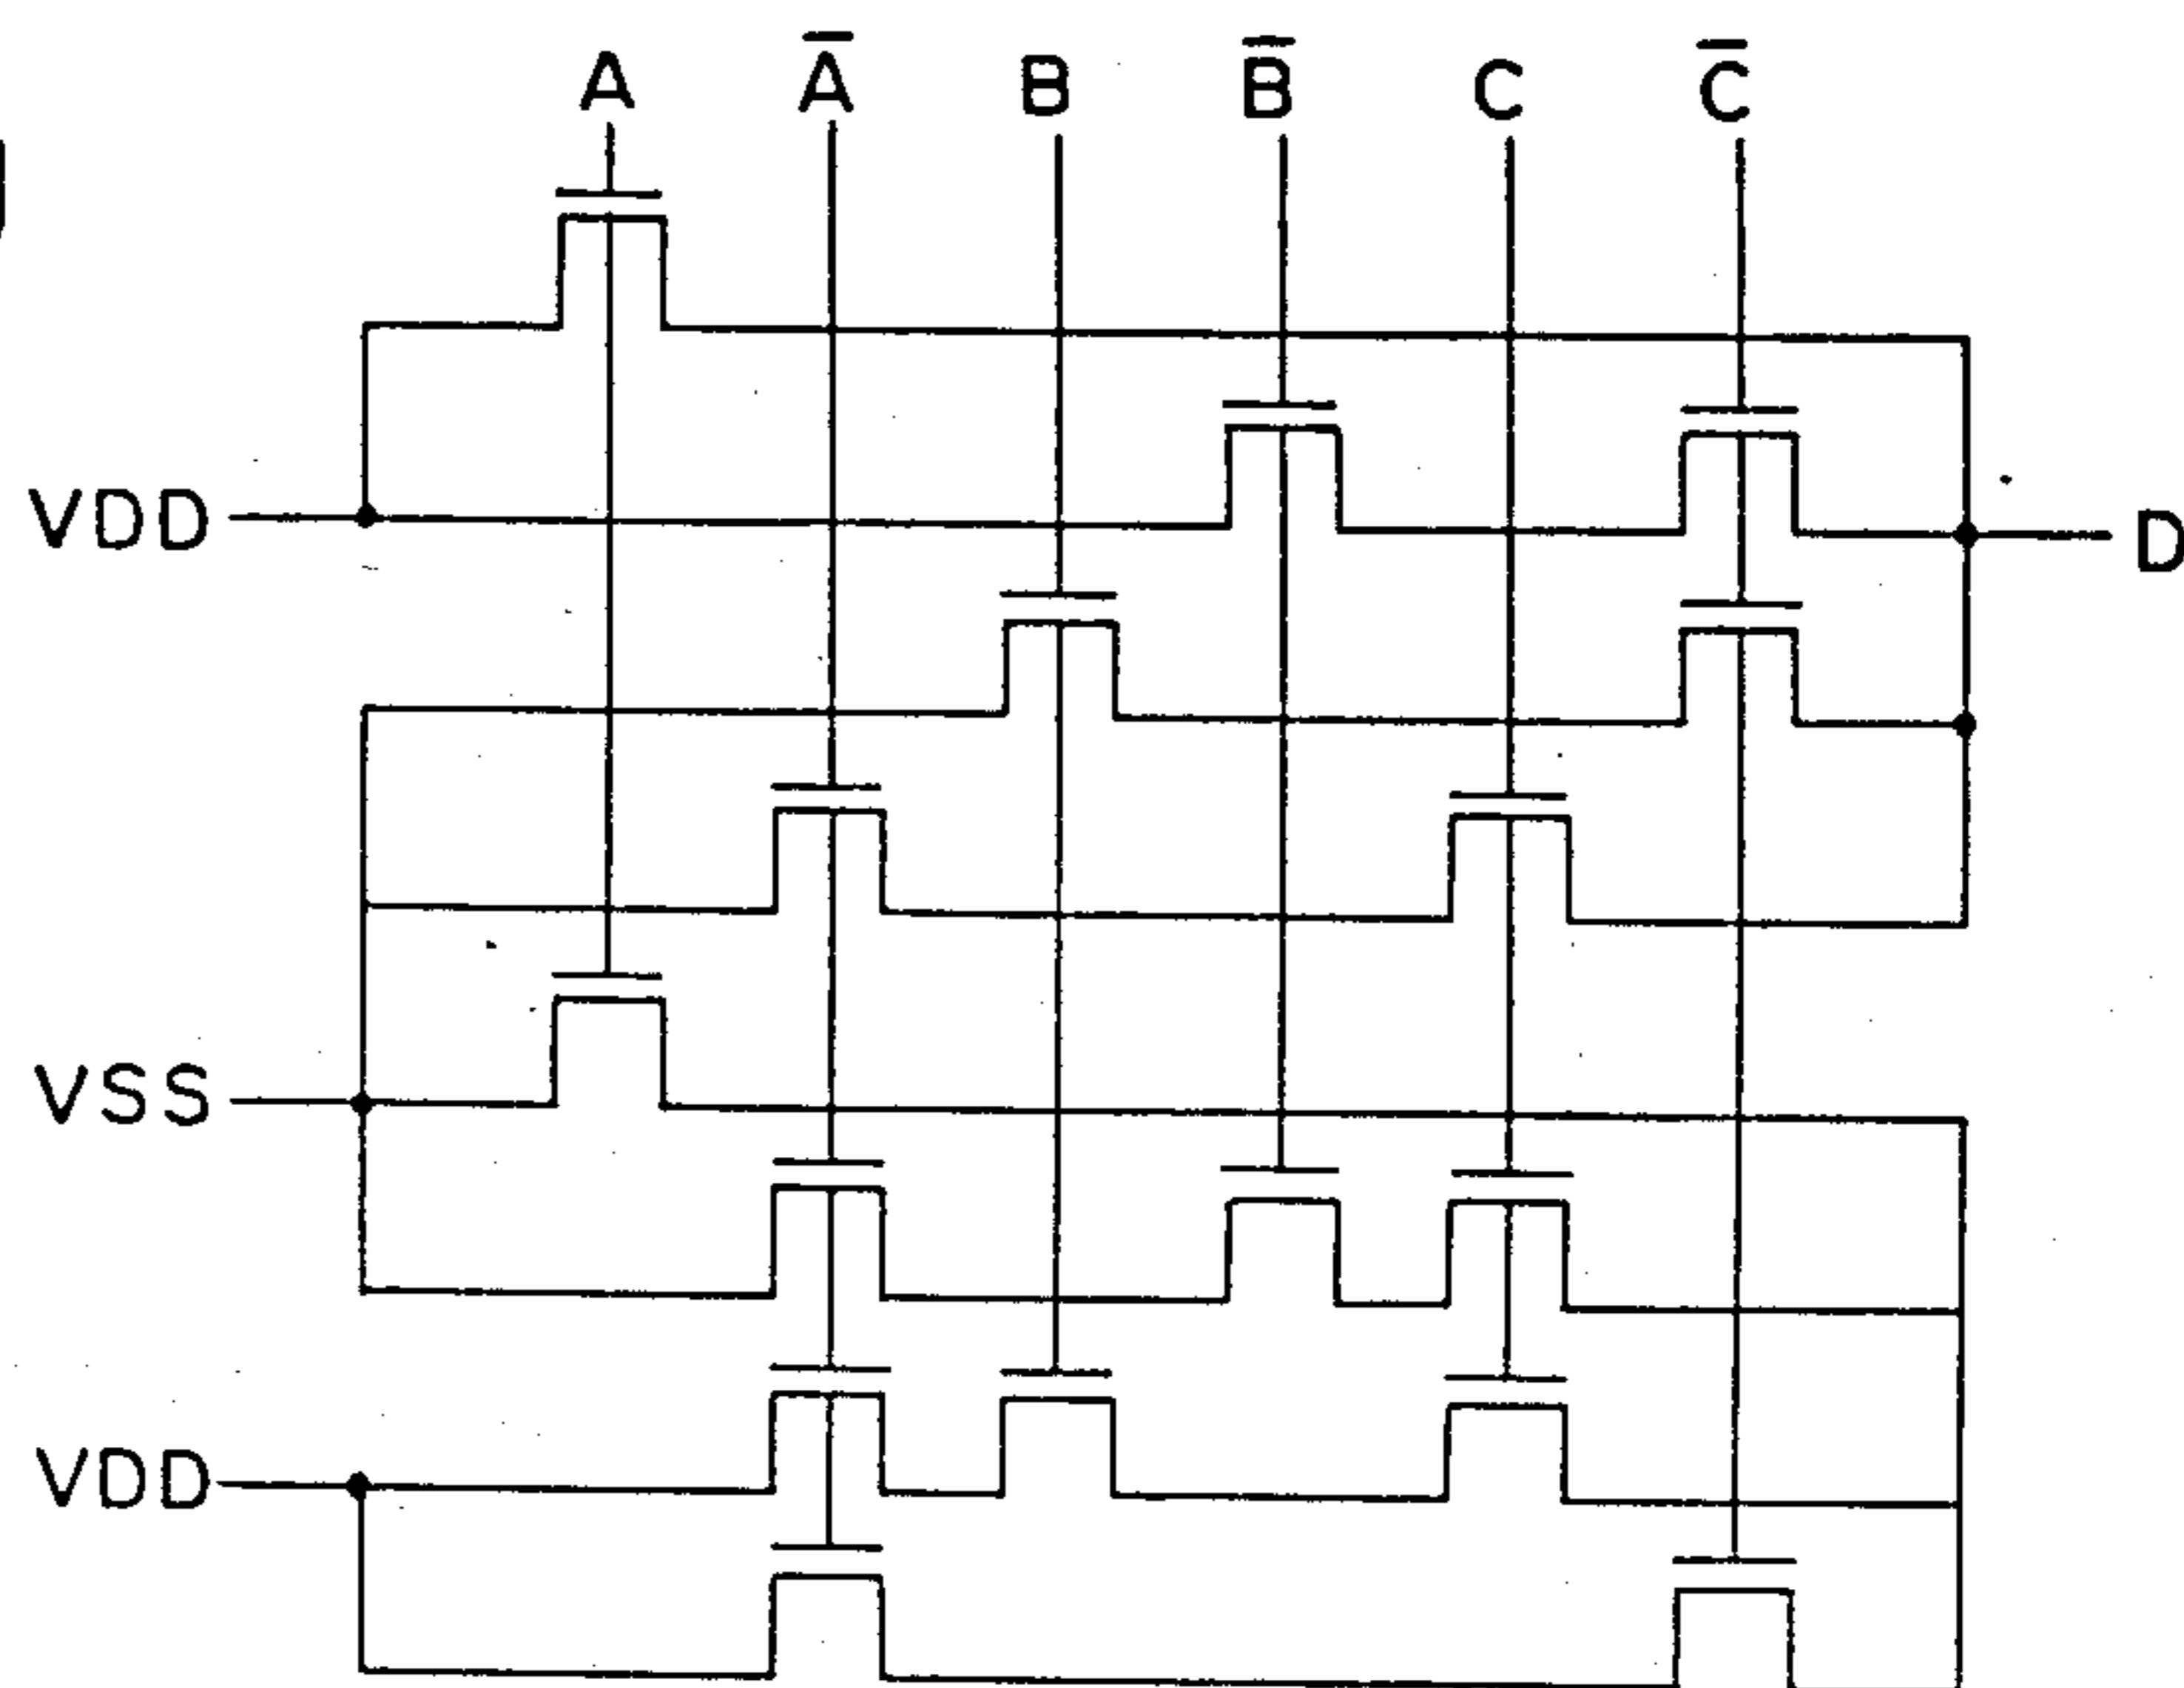 A A̅ B B̅ C C̅
VDD
D
VSS
VDD